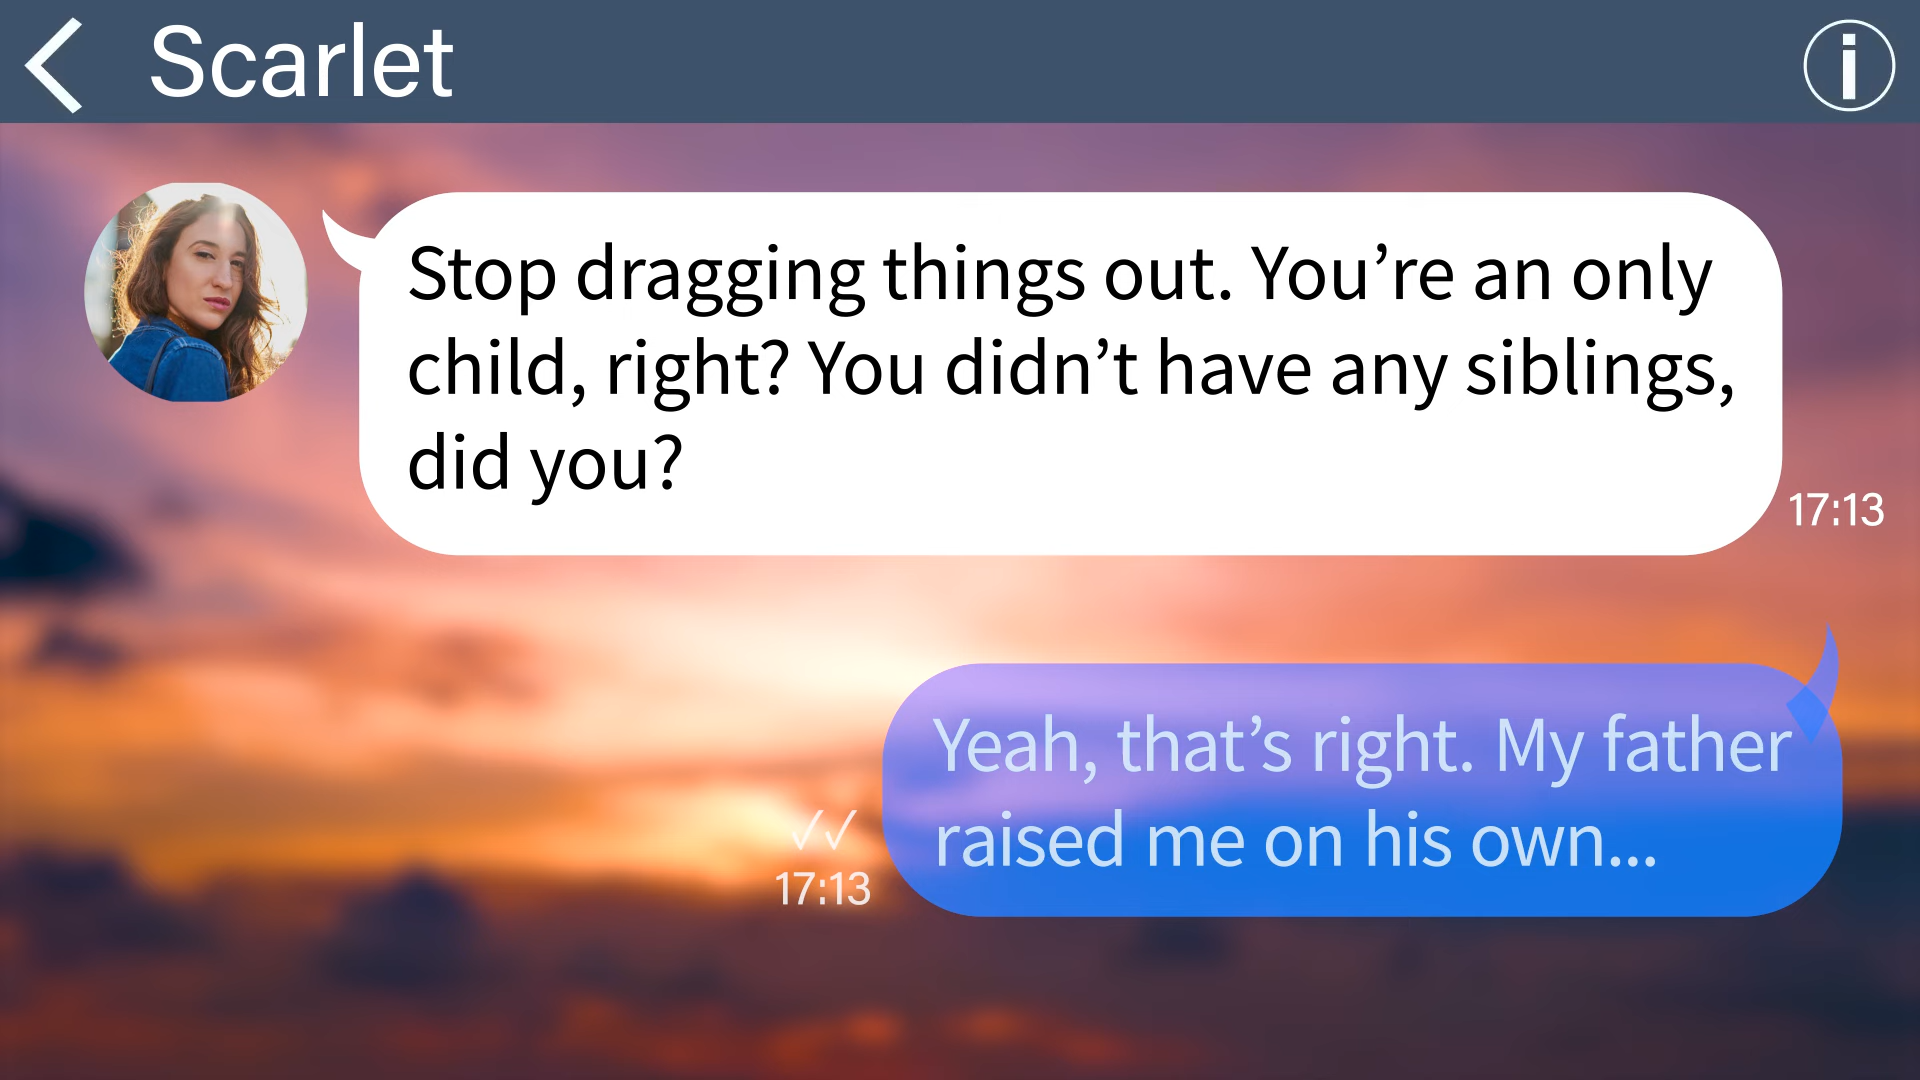 Scarlet
Stop dragging things out. You’re an only
child, right? You didn’t have any siblings,
did you?
17:13
Yeah, that’s right. My father
raised me on his own...
17:13